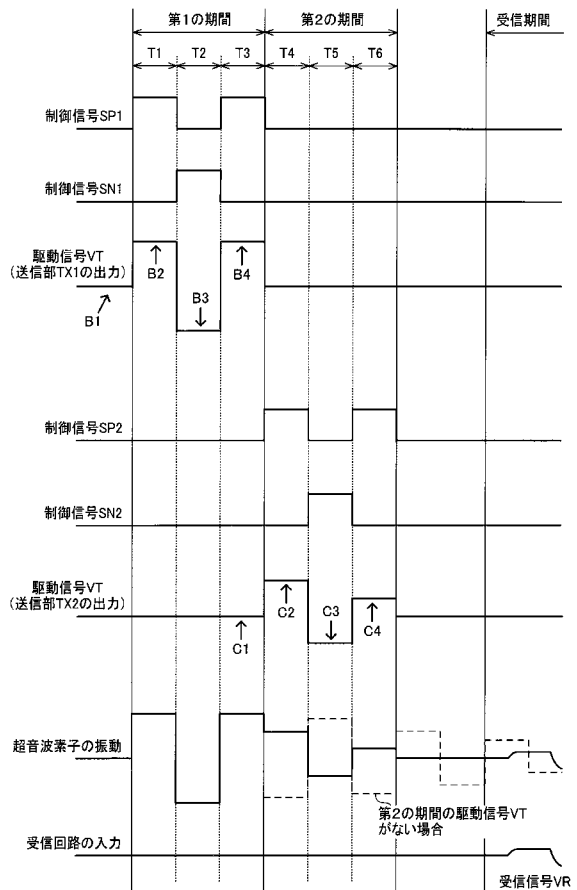 第1の期間
第2の期間
受信期間
T1
T2
T3
T4
T5
T6
制御信号SP1
制御信号SN1
駆動信号VT
(送信部TX1の出力)
B1
B2
B3
B4
制御信号SP2
制御信号SN2
駆動信号VT
(送信部TX2の出力)
C1
C2
C3
C4
超音波素子の振動
第2の期間の駆動信号VT
がない場合
受信回路の入力
受信信号VR